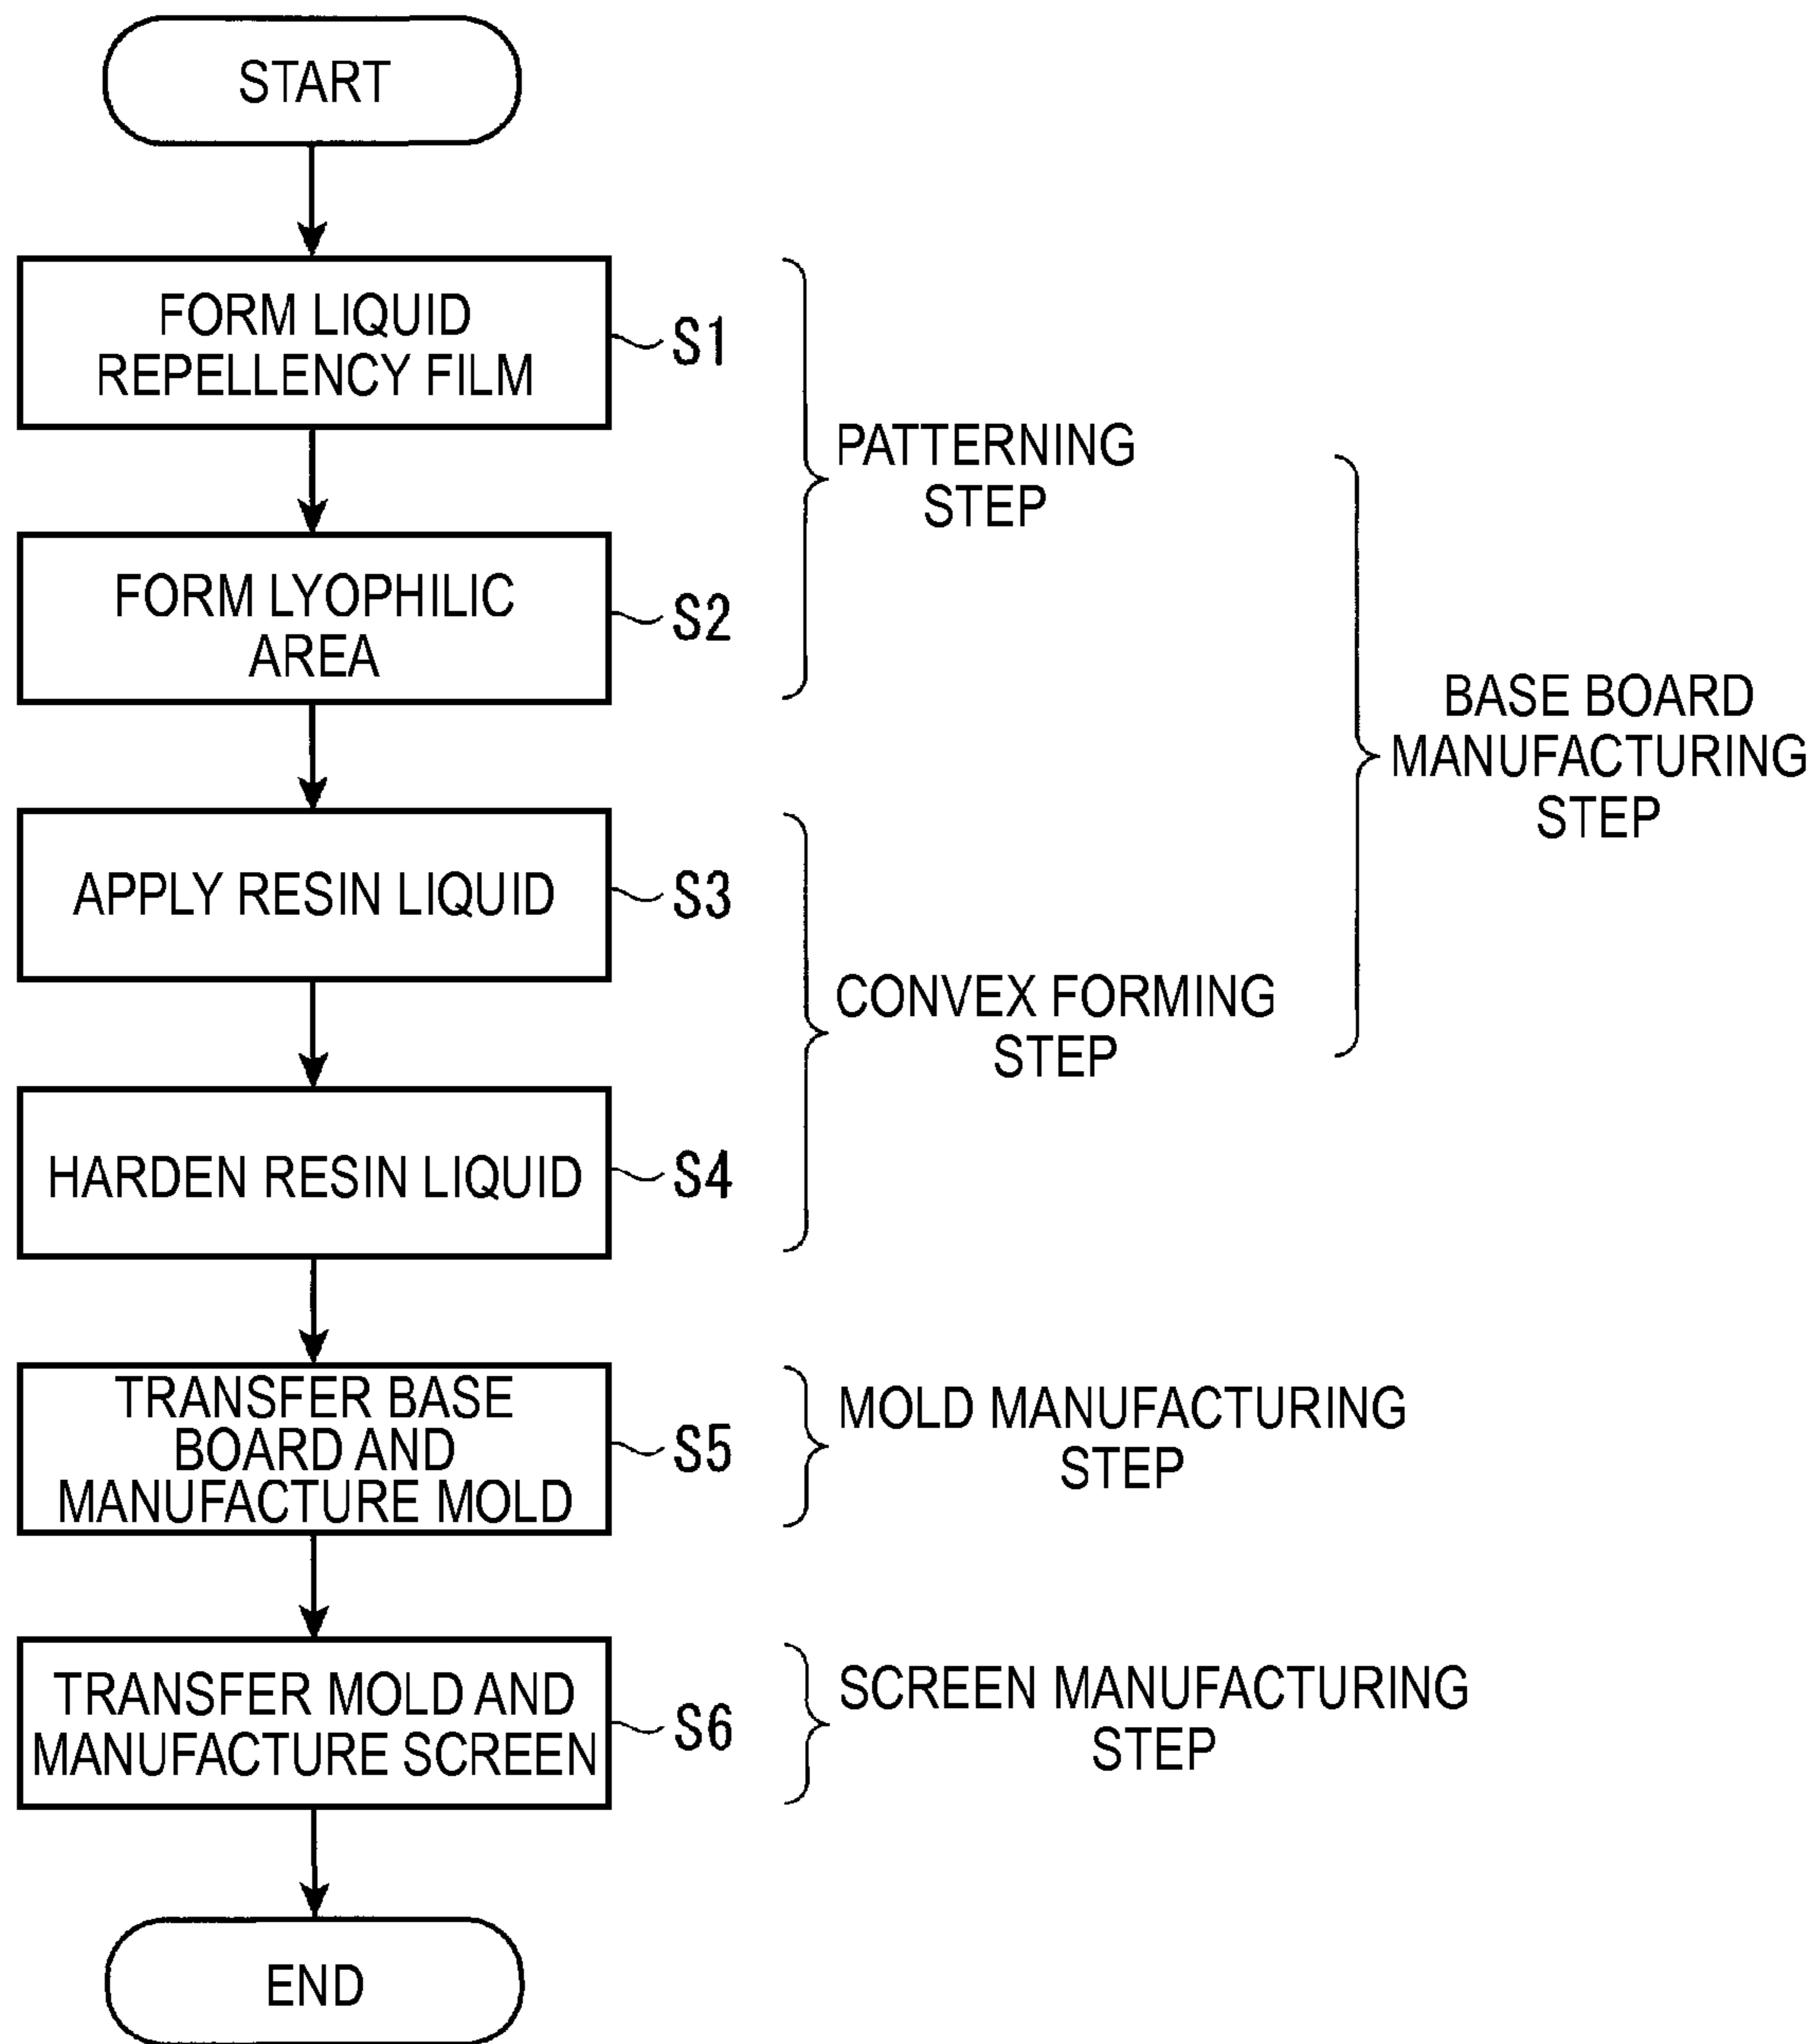 START
FORM LIQUID
REPELLENCY FILM
S1
PATTERNING
STEP
FORM LYOPHILIC
AREA
S2
BASE BOARD
MANUFACTURING
STEP
APPLY RESIN LIQUID
S3
CONVEX FORMING
STEP
HARDEN RESIN LIQUID
S4
TRANSFER BASE
BOARD AND
MANUFACTURE MOLD
S5
MOLD MANUFACTURING
STEP
TRANSFER MOLD AND
MANUFACTURE SCREEN
S6
SCREEN MANUFACTURING
STEP
END